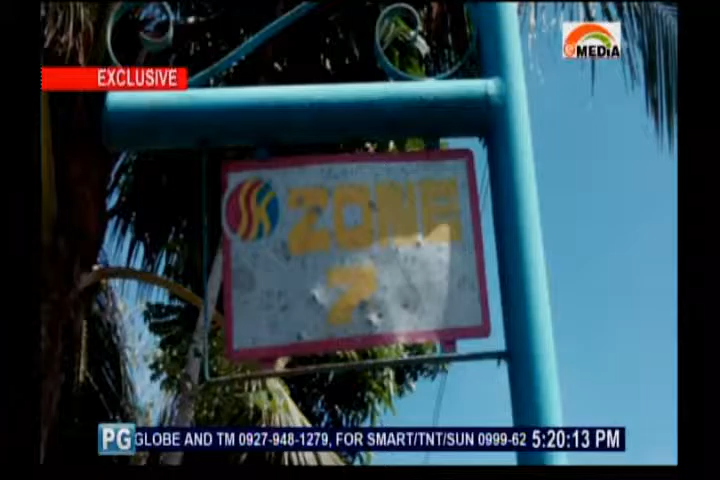 eMEDIA
EXCLUSIVE
SK ZONE
7
PG GLOBE AND TM 0927-948-1279, FOR SMART/TNT/SUN 0999-62 5:20:13 PM